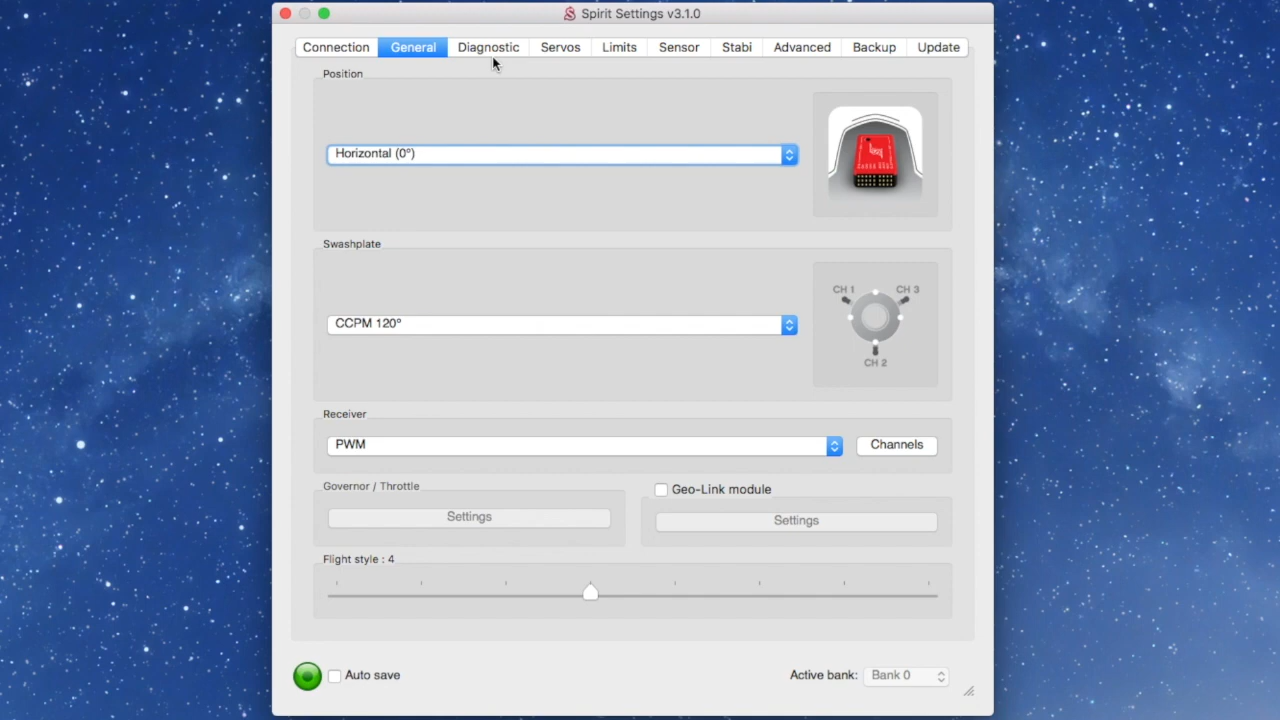 Spirit Settings v3.1.0
Connection General Diagnostic Servos Limits Sensor Stabi Advanced Backup Update
Position
Horizontal (0°)
Swashplate
CCPM 120°
CH 1 CH 3
CH 2
Receiver
PWM Channels
Governor / Throttle
Geo-Link module
Settings
Settings
Flight style : 4
Auto save
Active bank: Bank 0